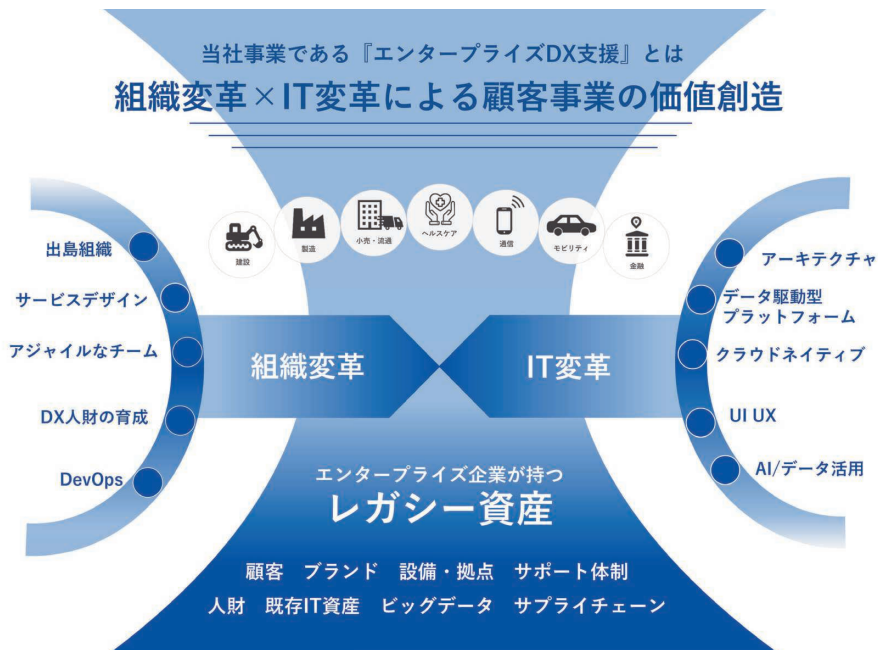 当社事業である『エンタープライズDX支援』とは
組織変革×IT変革による顧客事業の価値創造
建設
製造
小売・流通
ヘルスケア
通信
モビリティ
金融
出島組織
サービスデザイン
アジャイルなチーム
DX人財の育成
DevOps
組織変革
IT変革
アーキテクチャ
データ駆動型
プラットフォーム
クラウドネイティブ
UI UX
AI/データ活用
エンタープライズ企業が持つ
レガシー資産
顧客 ブランド 設備・拠点 サポート体制
人財 既存IT資産 ビッグデータ サプライチェーン